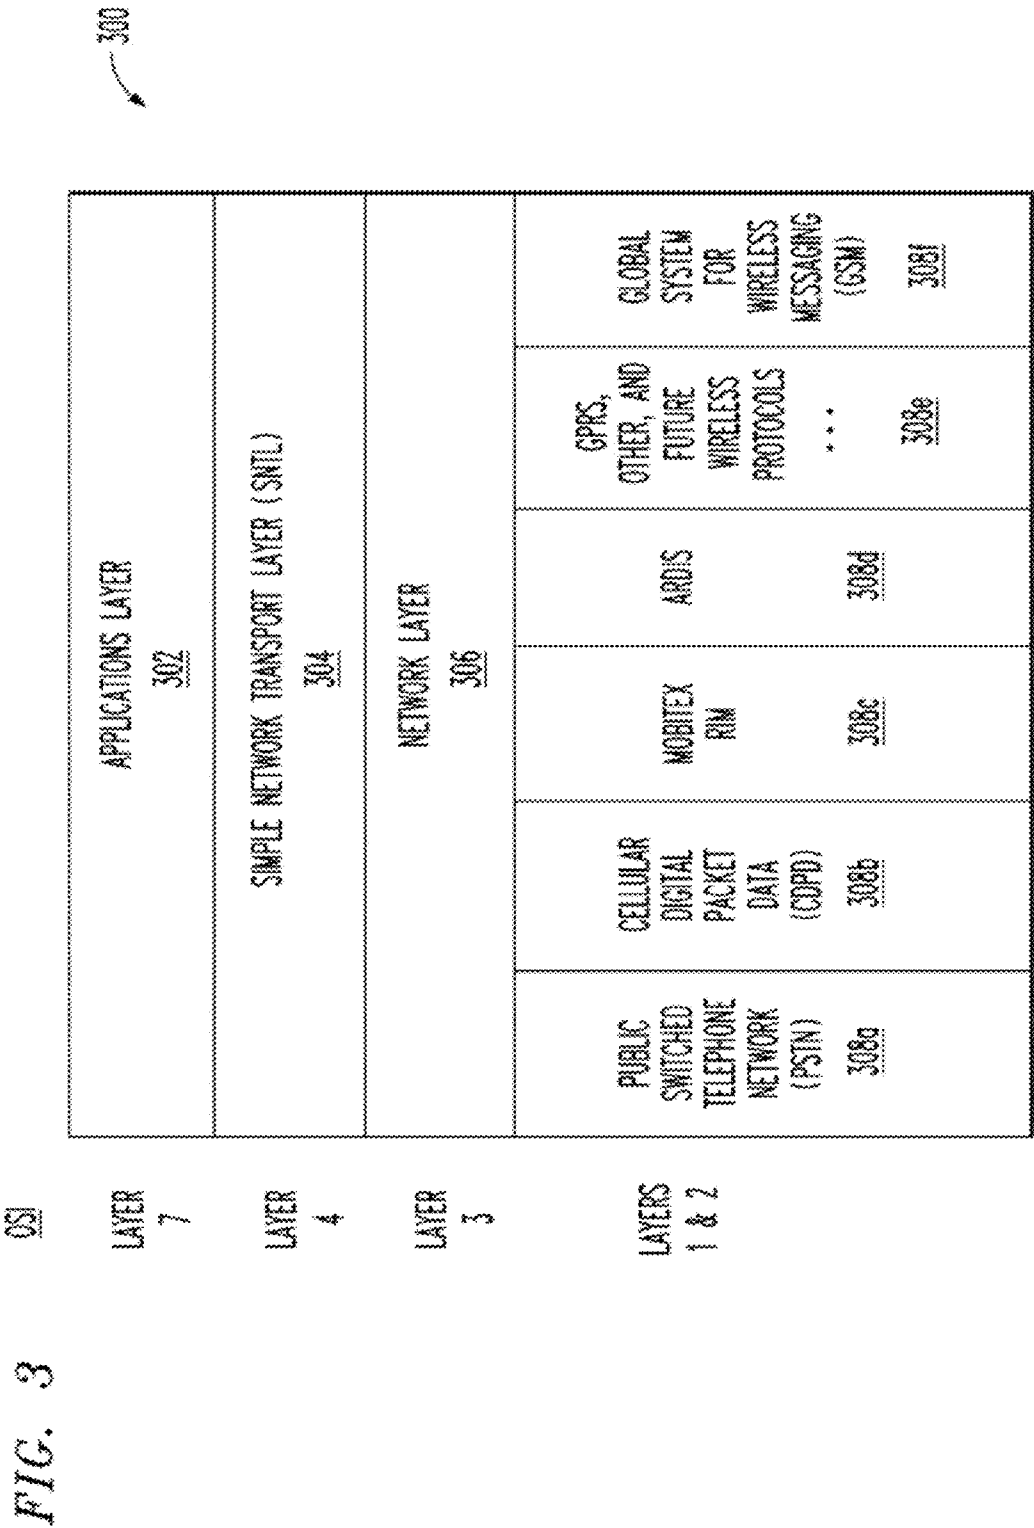 FIG. 3
300
OSI
LAYER
7
APPLICATIONS LAYER
302
LAYER
4
SIMPLE NETWORK TRANSPORT LAYER (SNTL)
304
LAYER
3
NETWORK LAYER
306
LAYERS
1 & 2
PUBLIC
SWITCHED
TELEPHONE
NETWORK
(PSTN)
308a
CELLULAR
DIGITAL
PACKET
DATA
(CDPD)
308b
MOBITEX
RIM
308c
ARDIS
308d
GPRS,
OTHER, AND
FUTURE
WIRELESS
PROTOCOLS
...
308e
GLOBAL
SYSTEM
FOR
WIRELESS
MESSAGING
(GSM)
308f